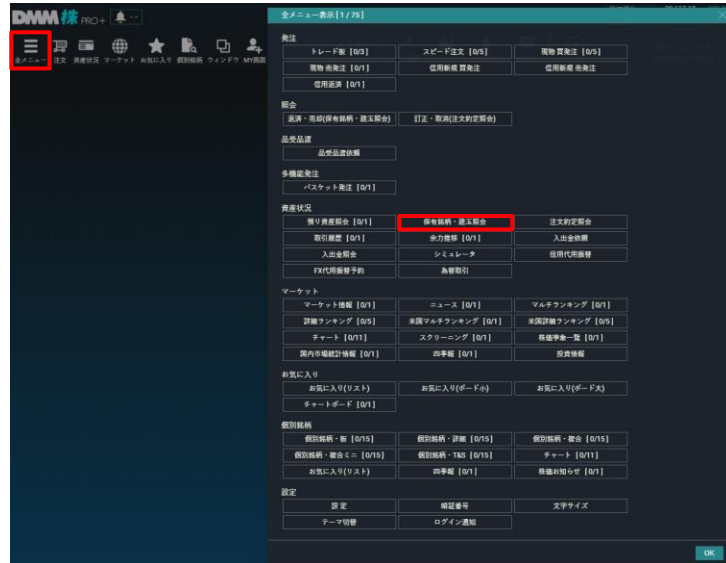 DMM 株 PRO+
全メニュー 注文 資産状況 マーケット お気に入り 個別銘柄 ウィンドウ MY画面
全メニュー表示 [1/75]
発注
トレード板 [0/3] スピード注文 [0/5] 現物 買発注 [0/5]
現物 売発注 [0/1] 信用新規 買発注 信用新規 売発注
信用返済 [0/1]
照会
返済・売却(保有銘柄・建玉照会) 訂正・取消(注文約定照会)
品受品渡
品受品渡依頼
多機能発注
バスケット発注 [0/1]
資産状況
預り資産照会 [0/1] 保有銘柄・建玉照会 注文約定照会
取引履歴 [0/1] 余力推移 [0/1] 入出金依頼
入出金照会 シミュレータ 信用代用振替
FX代用振替予約 為替取引
マーケット
マーケット情報 [0/1] ニュース [0/1] マルチランキング [0/1]
詳細ランキング [0/5] 米国マルチランキング [0/1] 米国詳細ランキング [0/5]
チャート [0/11] スクリーニング [0/1] 株価予象一覧 [0/1]
国内市場統計情報 [0/1] 四季報 [0/1] 投資情報
お気に入り
お気に入り(リスト) お気に入り(ボード小) お気に入り(ボード大)
チャートボード [0/1]
個別銘柄
個別銘柄・板 [0/15] 個別銘柄・詳細 [0/15] 個別銘柄・複合 [0/15]
個別銘柄・複合ミニ [0/15] 個別銘柄・T&S [0/15] チャート [0/11]
お気に入り(リスト) 四季報 [0/1] 株価お知らせ [0/1]
設定
設定 暗証番号 文字サイズ
テーマ切替 ログイン通知
OK